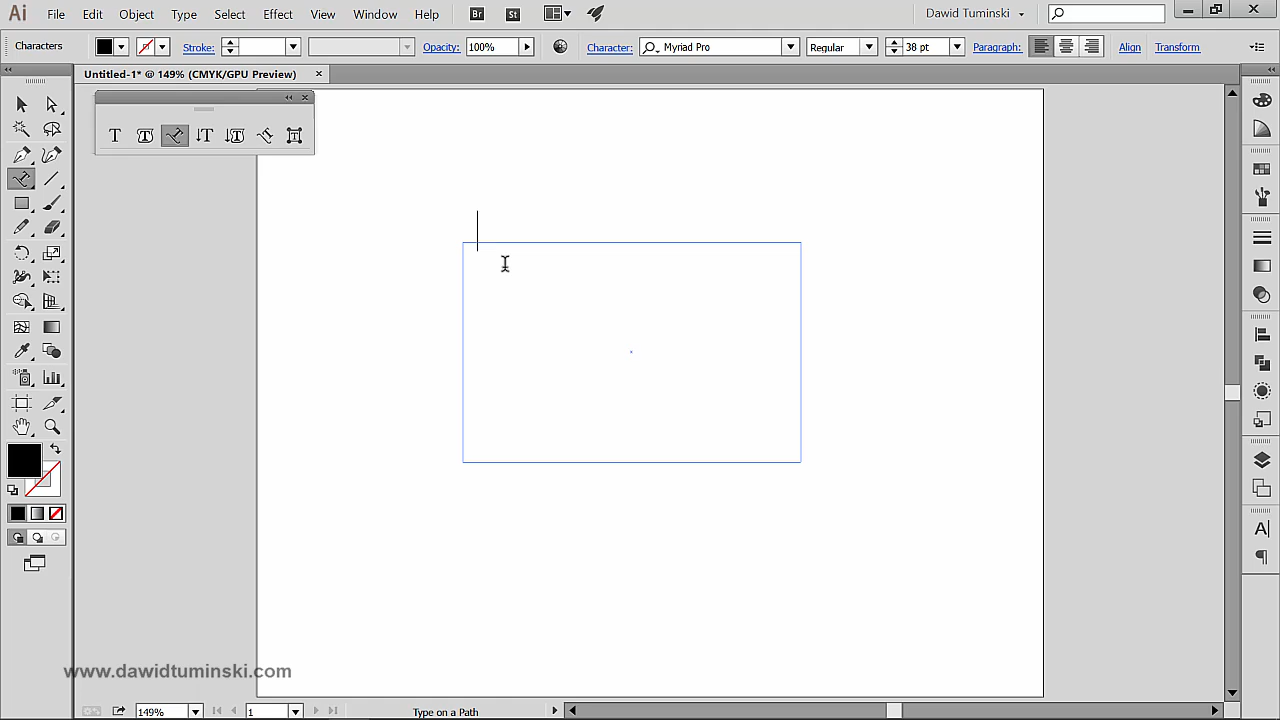 Ai File Edit Object Type Select Effect View Window Help Br St Dawid Tuminski
Characters Stroke: Opacity: 100% Character: Myriad Pro Regular 38 pt Paragraph: Align Transform
Untitled-1* @ 149% (CMYK/GPU Preview)
www.dawidtuminski.com
149% 1 Type on a Path